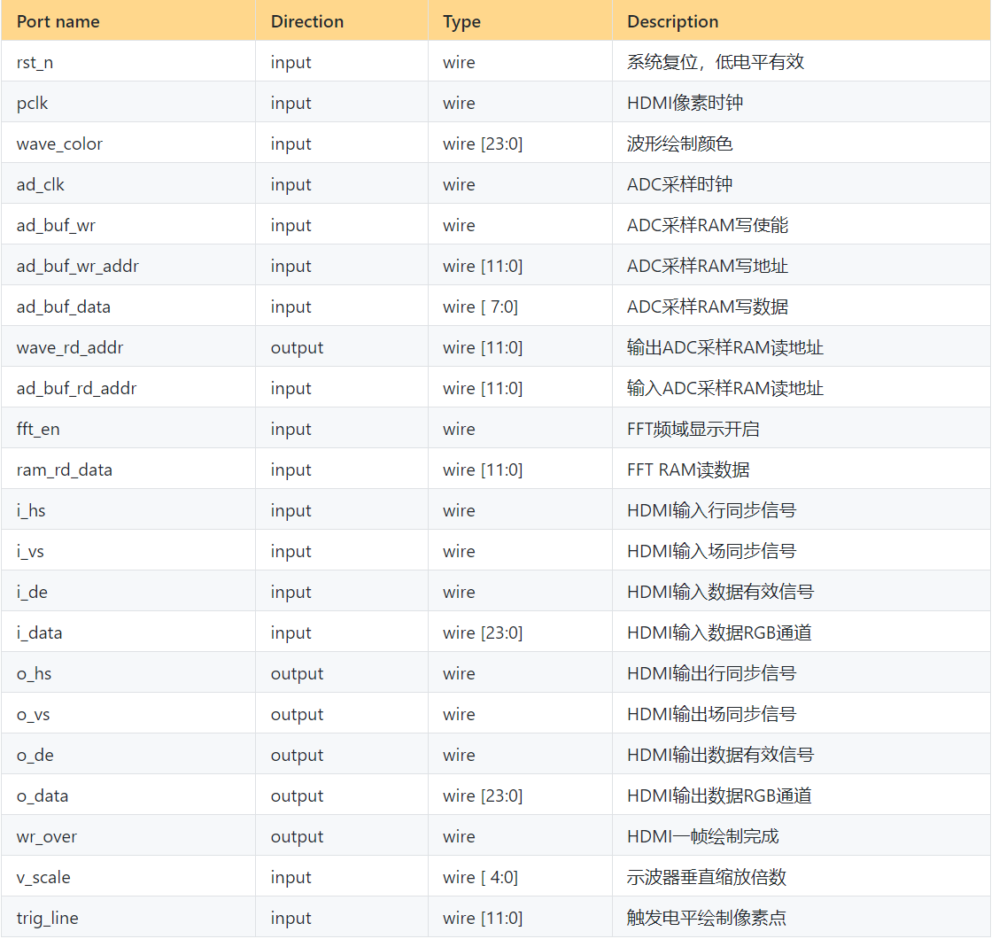 Port name Direction Type Description
rst_n input wire 系统复位，低电平有效
pclk input wire HDMI像素时钟
wave_color input wire [23:0] 波形绘制颜色
ad_clk input wire ADC采样时钟
ad_buf_wr input wire ADC采样RAM写使能
ad_buf_wr_addr input wire [11:0] ADC采样RAM写地址
ad_buf_data input wire [ 7:0] ADC采样RAM写数据
wave_rd_addr output wire [11:0] 输出ADC采样RAM读地址
ad_buf_rd_addr input wire [11:0] 输入ADC采样RAM读地址
fft_en input wire FFT频域显示开启
ram_rd_data input wire [11:0] FFT RAM读数据
i_hs input wire HDMI输入行同步信号
i_vs input wire HDMI输入场同步信号
i_de input wire HDMI输入数据有效信号
i_data input wire [23:0] HDMI输入数据RGB通道
o_hs output wire HDMI输出行同步信号
o_vs output wire HDMI输出场同步信号
o_de output wire HDMI输出数据有效信号
o_data output wire [23:0] HDMI输出数据RGB通道
wr_over output wire HDMI一帧绘制完成
v_scale input wire [ 4:0] 示波器垂直缩放倍数
trig_line input wire [11:0] 触发电平绘制像素点